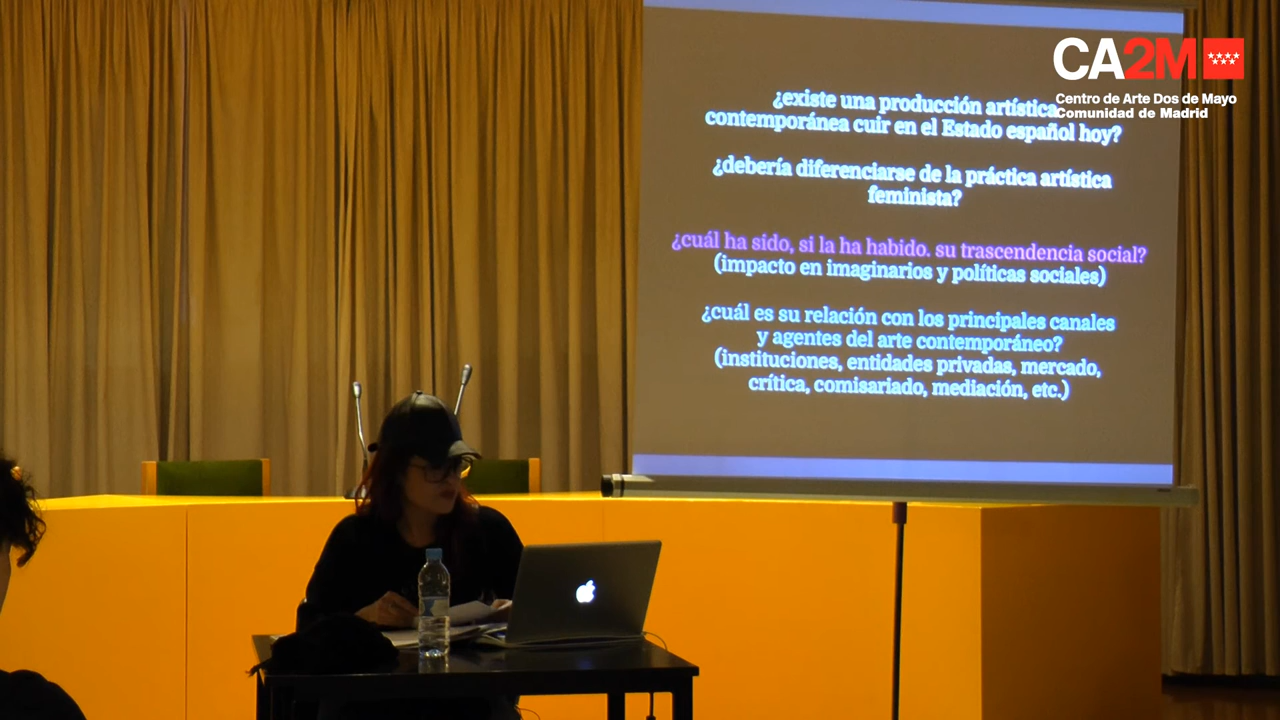 CA2M
Centro de Arte Dos de Mayo
Comunidad de Madrid
¿existe una producción artística
contemporánea cuir en el Estado español hoy?
¿debería diferenciarse de la práctica artística
feminista?
¿cuál ha sido, si la ha habido. su trascendencia social?
(impacto en imaginarios y políticas sociales)
¿cuál es su relación con los principales canales
y agentes del arte contemporáneo?
(instituciones, entidades privadas, mercado,
crítica, comisariado, mediación, etc.)